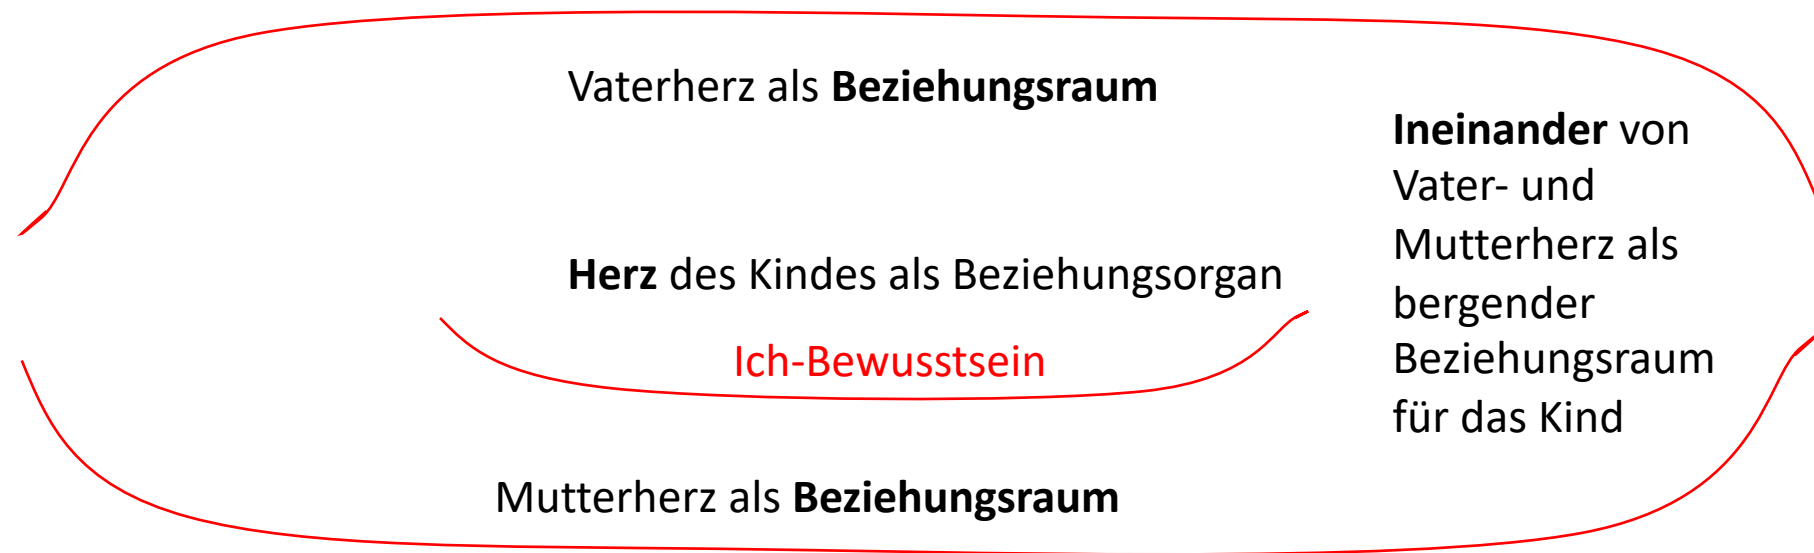 Vaterherz als Beziehungsraum
Herz des Kindes als Beziehungsorgan
Ich-Bewusstsein
Mutterherz als Beziehungsraum
Ineinander von
Vater- und
Mutterherz als
bergender
Beziehungsraum
für das Kind